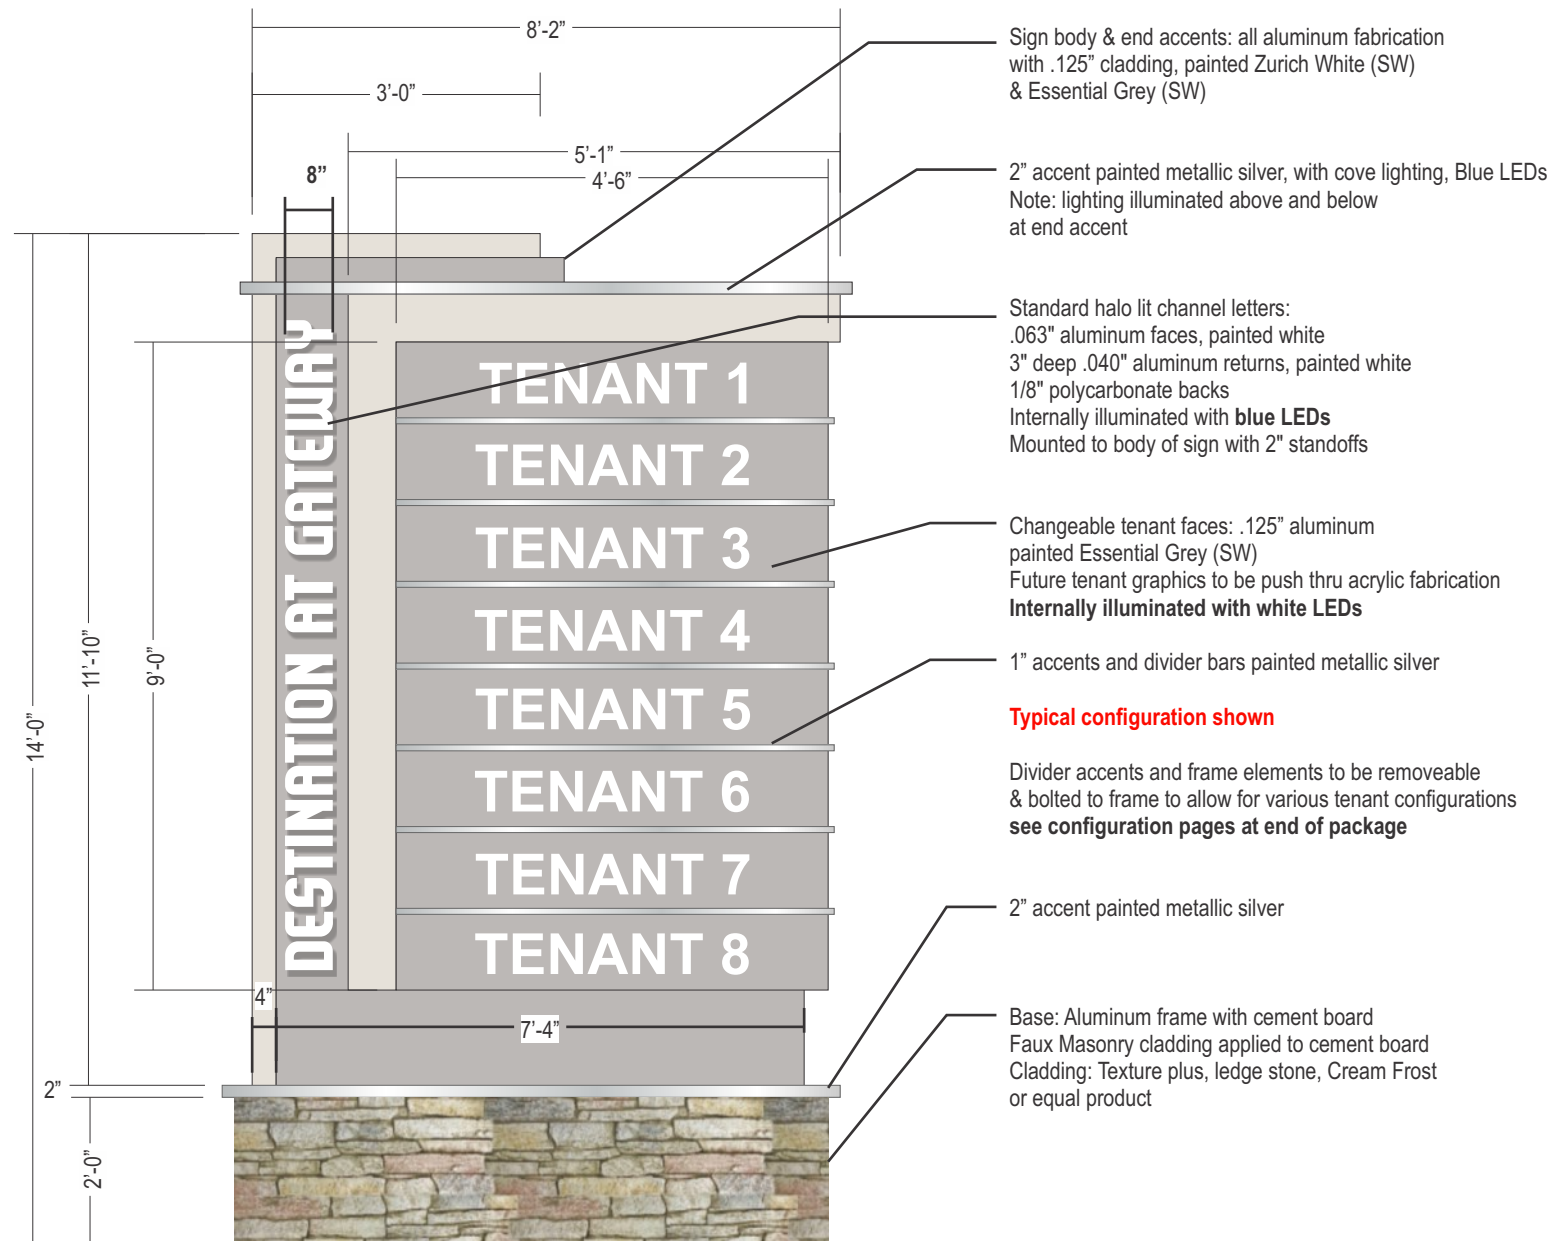 8’-2”
3’-0”
5’-1”
4’-6”
8”
14’-0”
11’-10”
9’-0”
2”
2’-0”
4”
7’-4”
DESTINATION AT GATEWAY
TENANT 1
TENANT 2
TENANT 3
TENANT 4
TENANT 5
TENANT 6
TENANT 7
TENANT 8
Sign body & end accents: all aluminum fabrication
with .125” cladding, painted Zurich White (SW)
& Essential Grey (SW)
2” accent painted metallic silver, with cove lighting, Blue LEDs
Note: lighting illuminated above and below
at end accent
Standard halo lit channel letters:
.063" aluminum faces, painted white
3" deep .040" aluminum returns, painted white
1/8" polycarbonate backs
Internally illuminated with blue LEDs
Mounted to body of sign with 2" standoffs
Changeable tenant faces: .125” aluminum
painted Essential Grey (SW)
Future tenant graphics to be push thru acrylic fabrication
Internally illuminated with white LEDs
1” accents and divider bars painted metallic silver
Typical configuration shown
Divider accents and frame elements to be removeable
& bolted to frame to allow for various tenant configurations
see configuration pages at end of package
2” accent painted metallic silver
Base: Aluminum frame with cement board
Faux Masonry cladding applied to cement board
Cladding: Texture plus, ledge stone, Cream Frost
or equal product